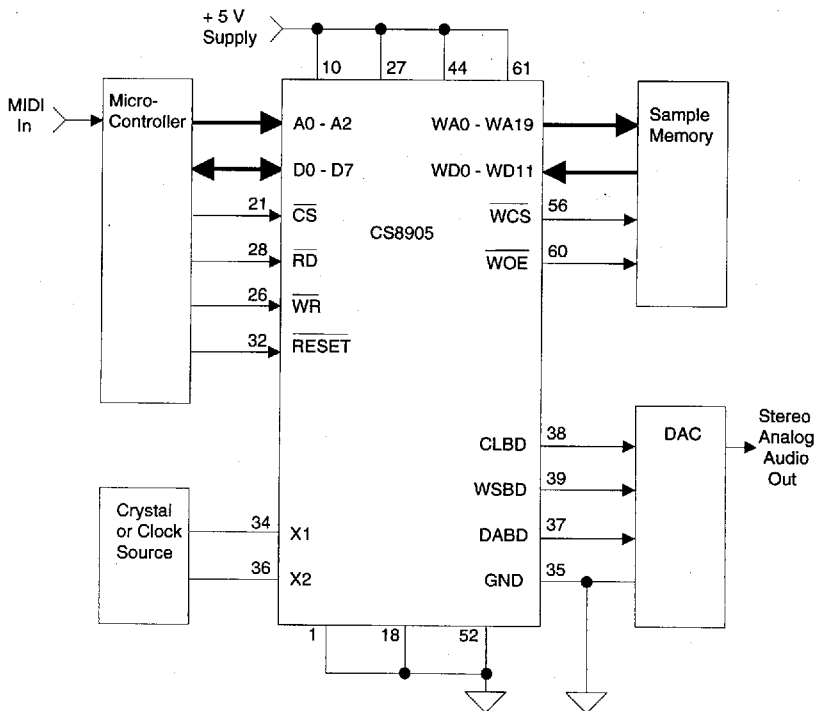 + 5 V
Supply
10 27 44 61
MIDI
In
Micro-
Controller
A0 - A2
D0 - D7
21 CS
28 RD
26 WR
32 RESET
CS8905
WA0 - WA19
WD0 - WD11
WCS 56
WOE 60
Sample
Memory
CLBD 38
WSBD 39
DABD 37
GND 35
DAC
Stereo
Analog
Audio
Out
Crystal
or Clock
Source
34 X1
36 X2
1 18 52